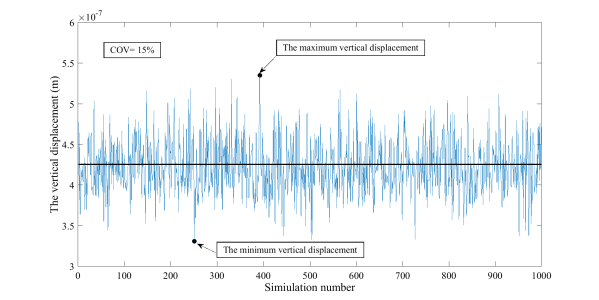 ×10⁻⁷
6
COV= 15%
The maximum vertical displacement
5.5
5
4.5
4
3.5
3
The vertical displacement (m)
The minimum vertical displacement
0 100 200 300 400 500 600 700 800 900 1000
Simiulation number